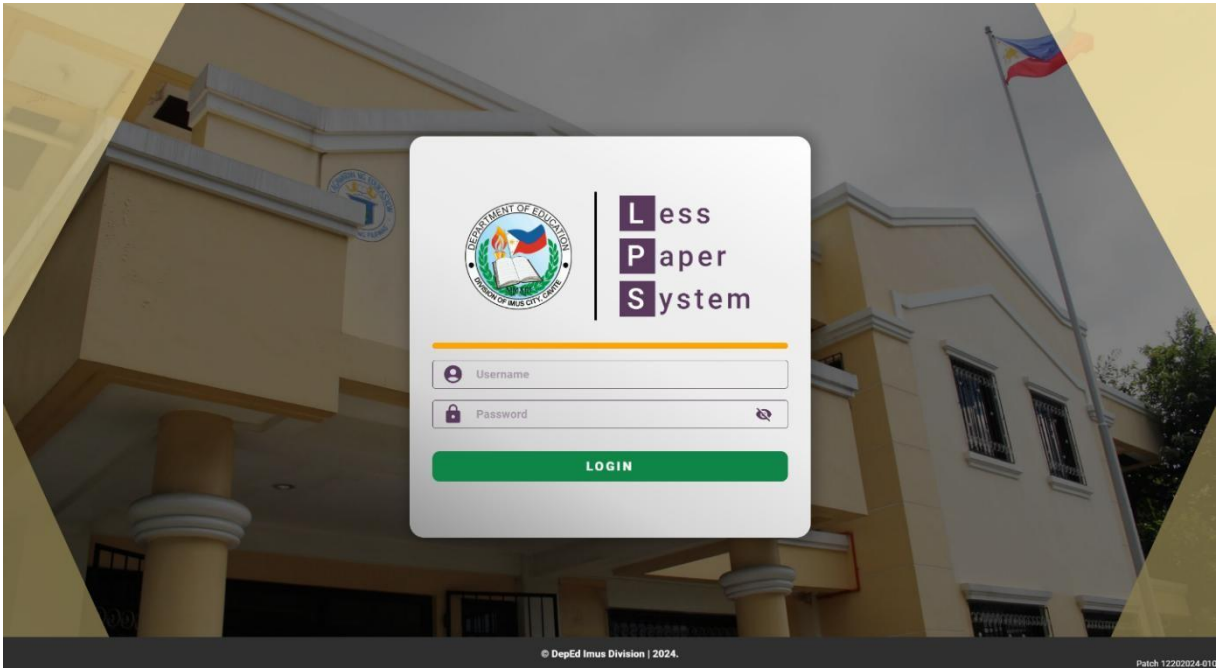 DEPARTMENT OF EDUCATION
DIVISION OF IMUS CITY, CAVITE
Less
Paper
System
Username
Password
LOGIN
© DepEd Imus Division | 2024.
Patch 12202024-010